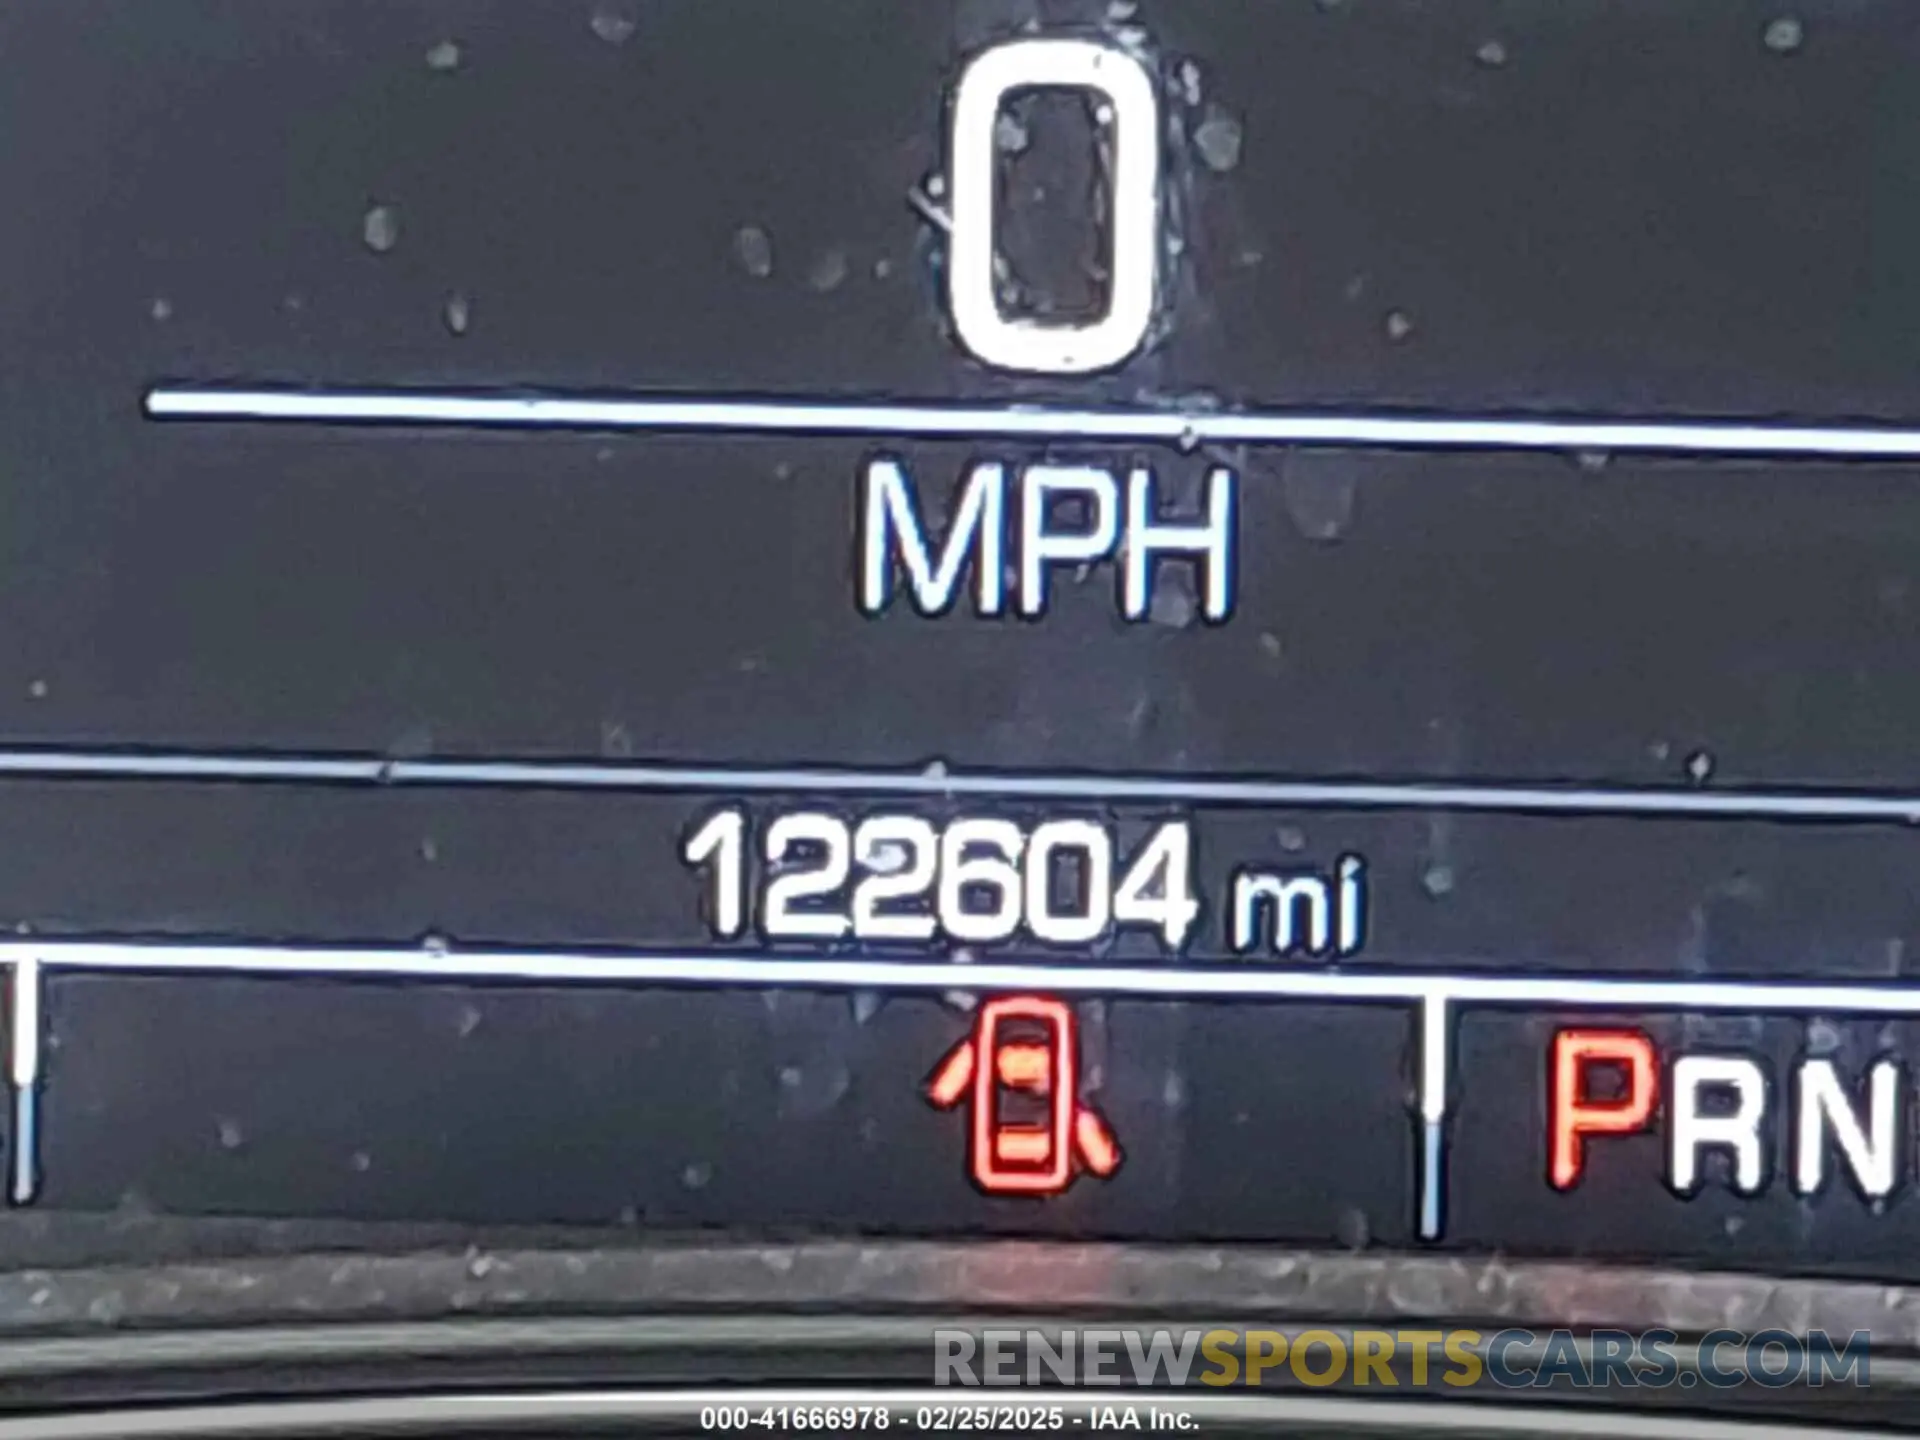 0
MPH
122604 mi
PRN
RENEWSPORTSCARS.COM
000-41666978 - 02/25/2025 - IAA Inc.